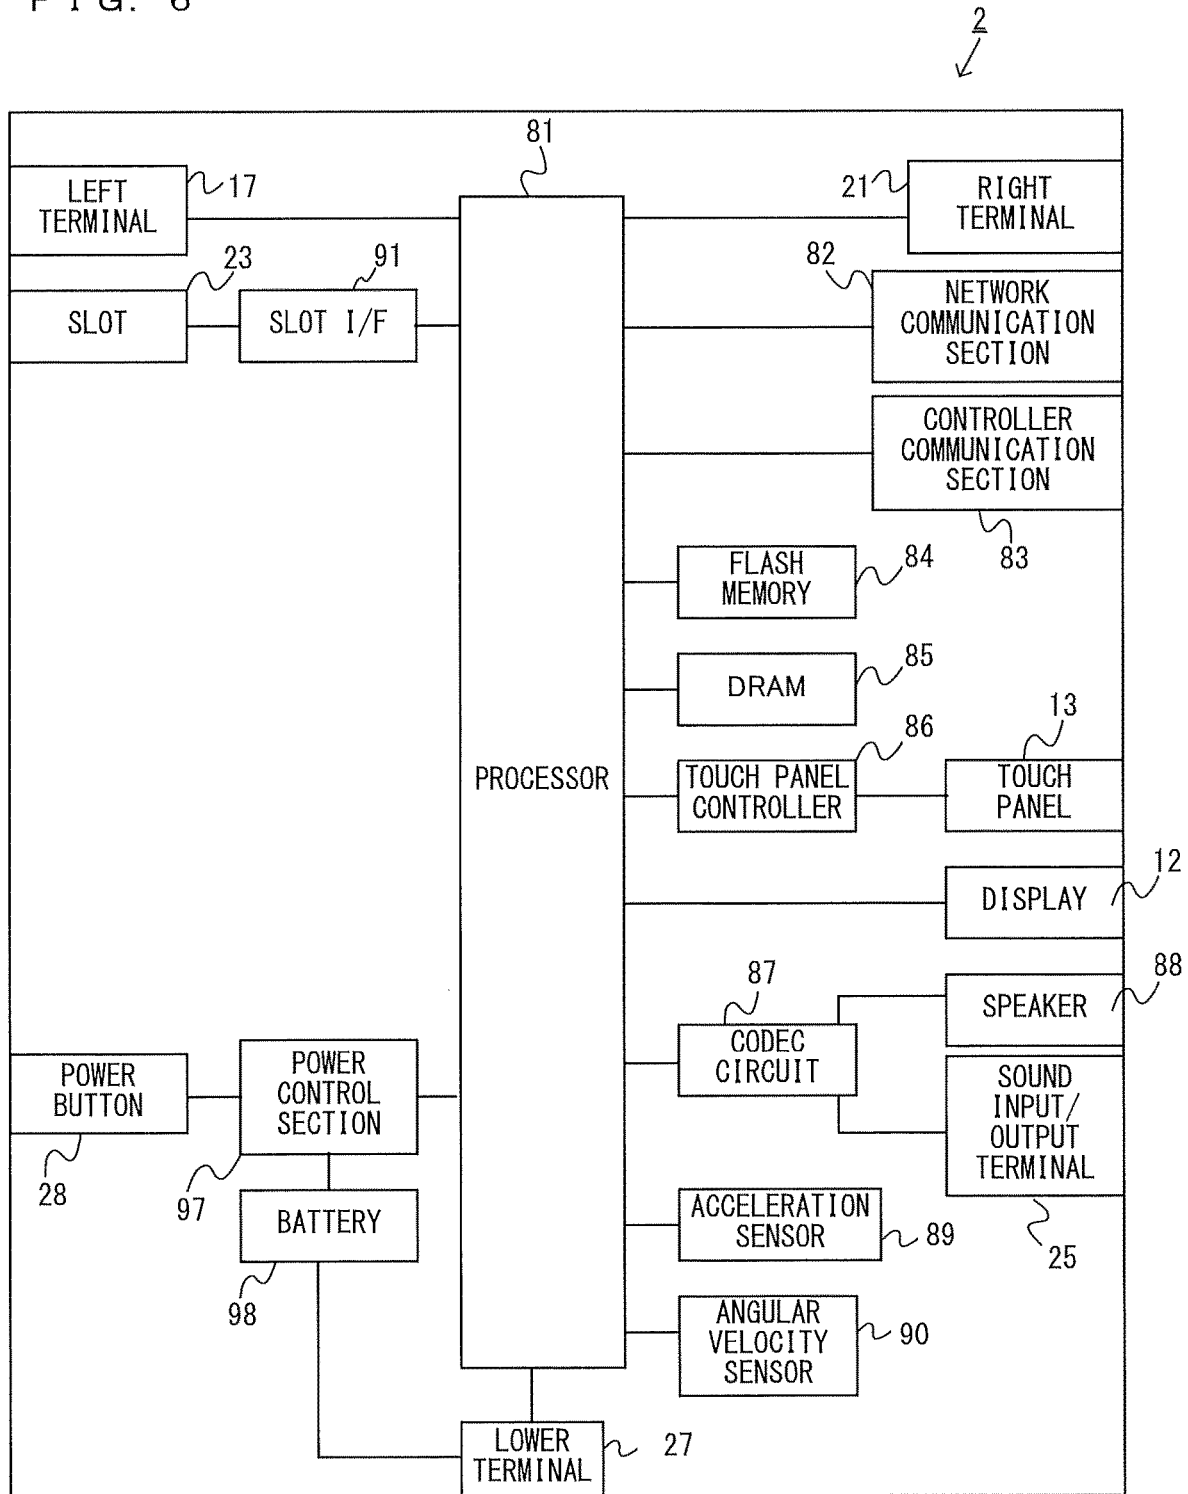 FIG. 6
2
81
LEFT
TERMINAL
17
21
RIGHT
TERMINAL
23
91
82
SLOT
SLOT I/F
NETWORK
COMMUNICATION
SECTION
CONTROLLER
COMMUNICATION
SECTION
83
FLASH
MEMORY
84
DRAM
85
86
13
PROCESSOR
TOUCH PANEL
CONTROLLER
TOUCH
PANEL
DISPLAY
12
87
88
SPEAKER
CODEC
CIRCUIT
POWER
BUTTON
28
POWER
CONTROL
SECTION
97
SOUND
INPUT/
OUTPUT
TERMINAL
25
BATTERY
98
ACCELERATION
SENSOR
89
ANGULAR
VELOCITY
SENSOR
90
LOWER
TERMINAL
27